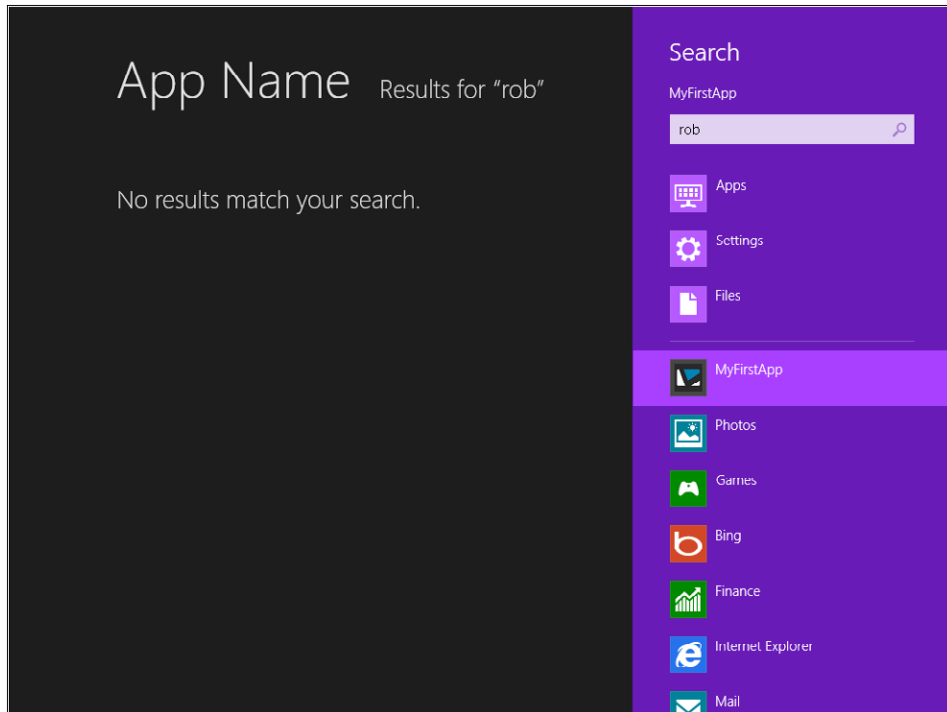 App Name Results for “rob”
No results match your search.
Search
MyFirstApp
rob
Apps
Settings
Files
MyFirstApp
Photos
Games
Bing
Finance
Internet Explorer
Mail